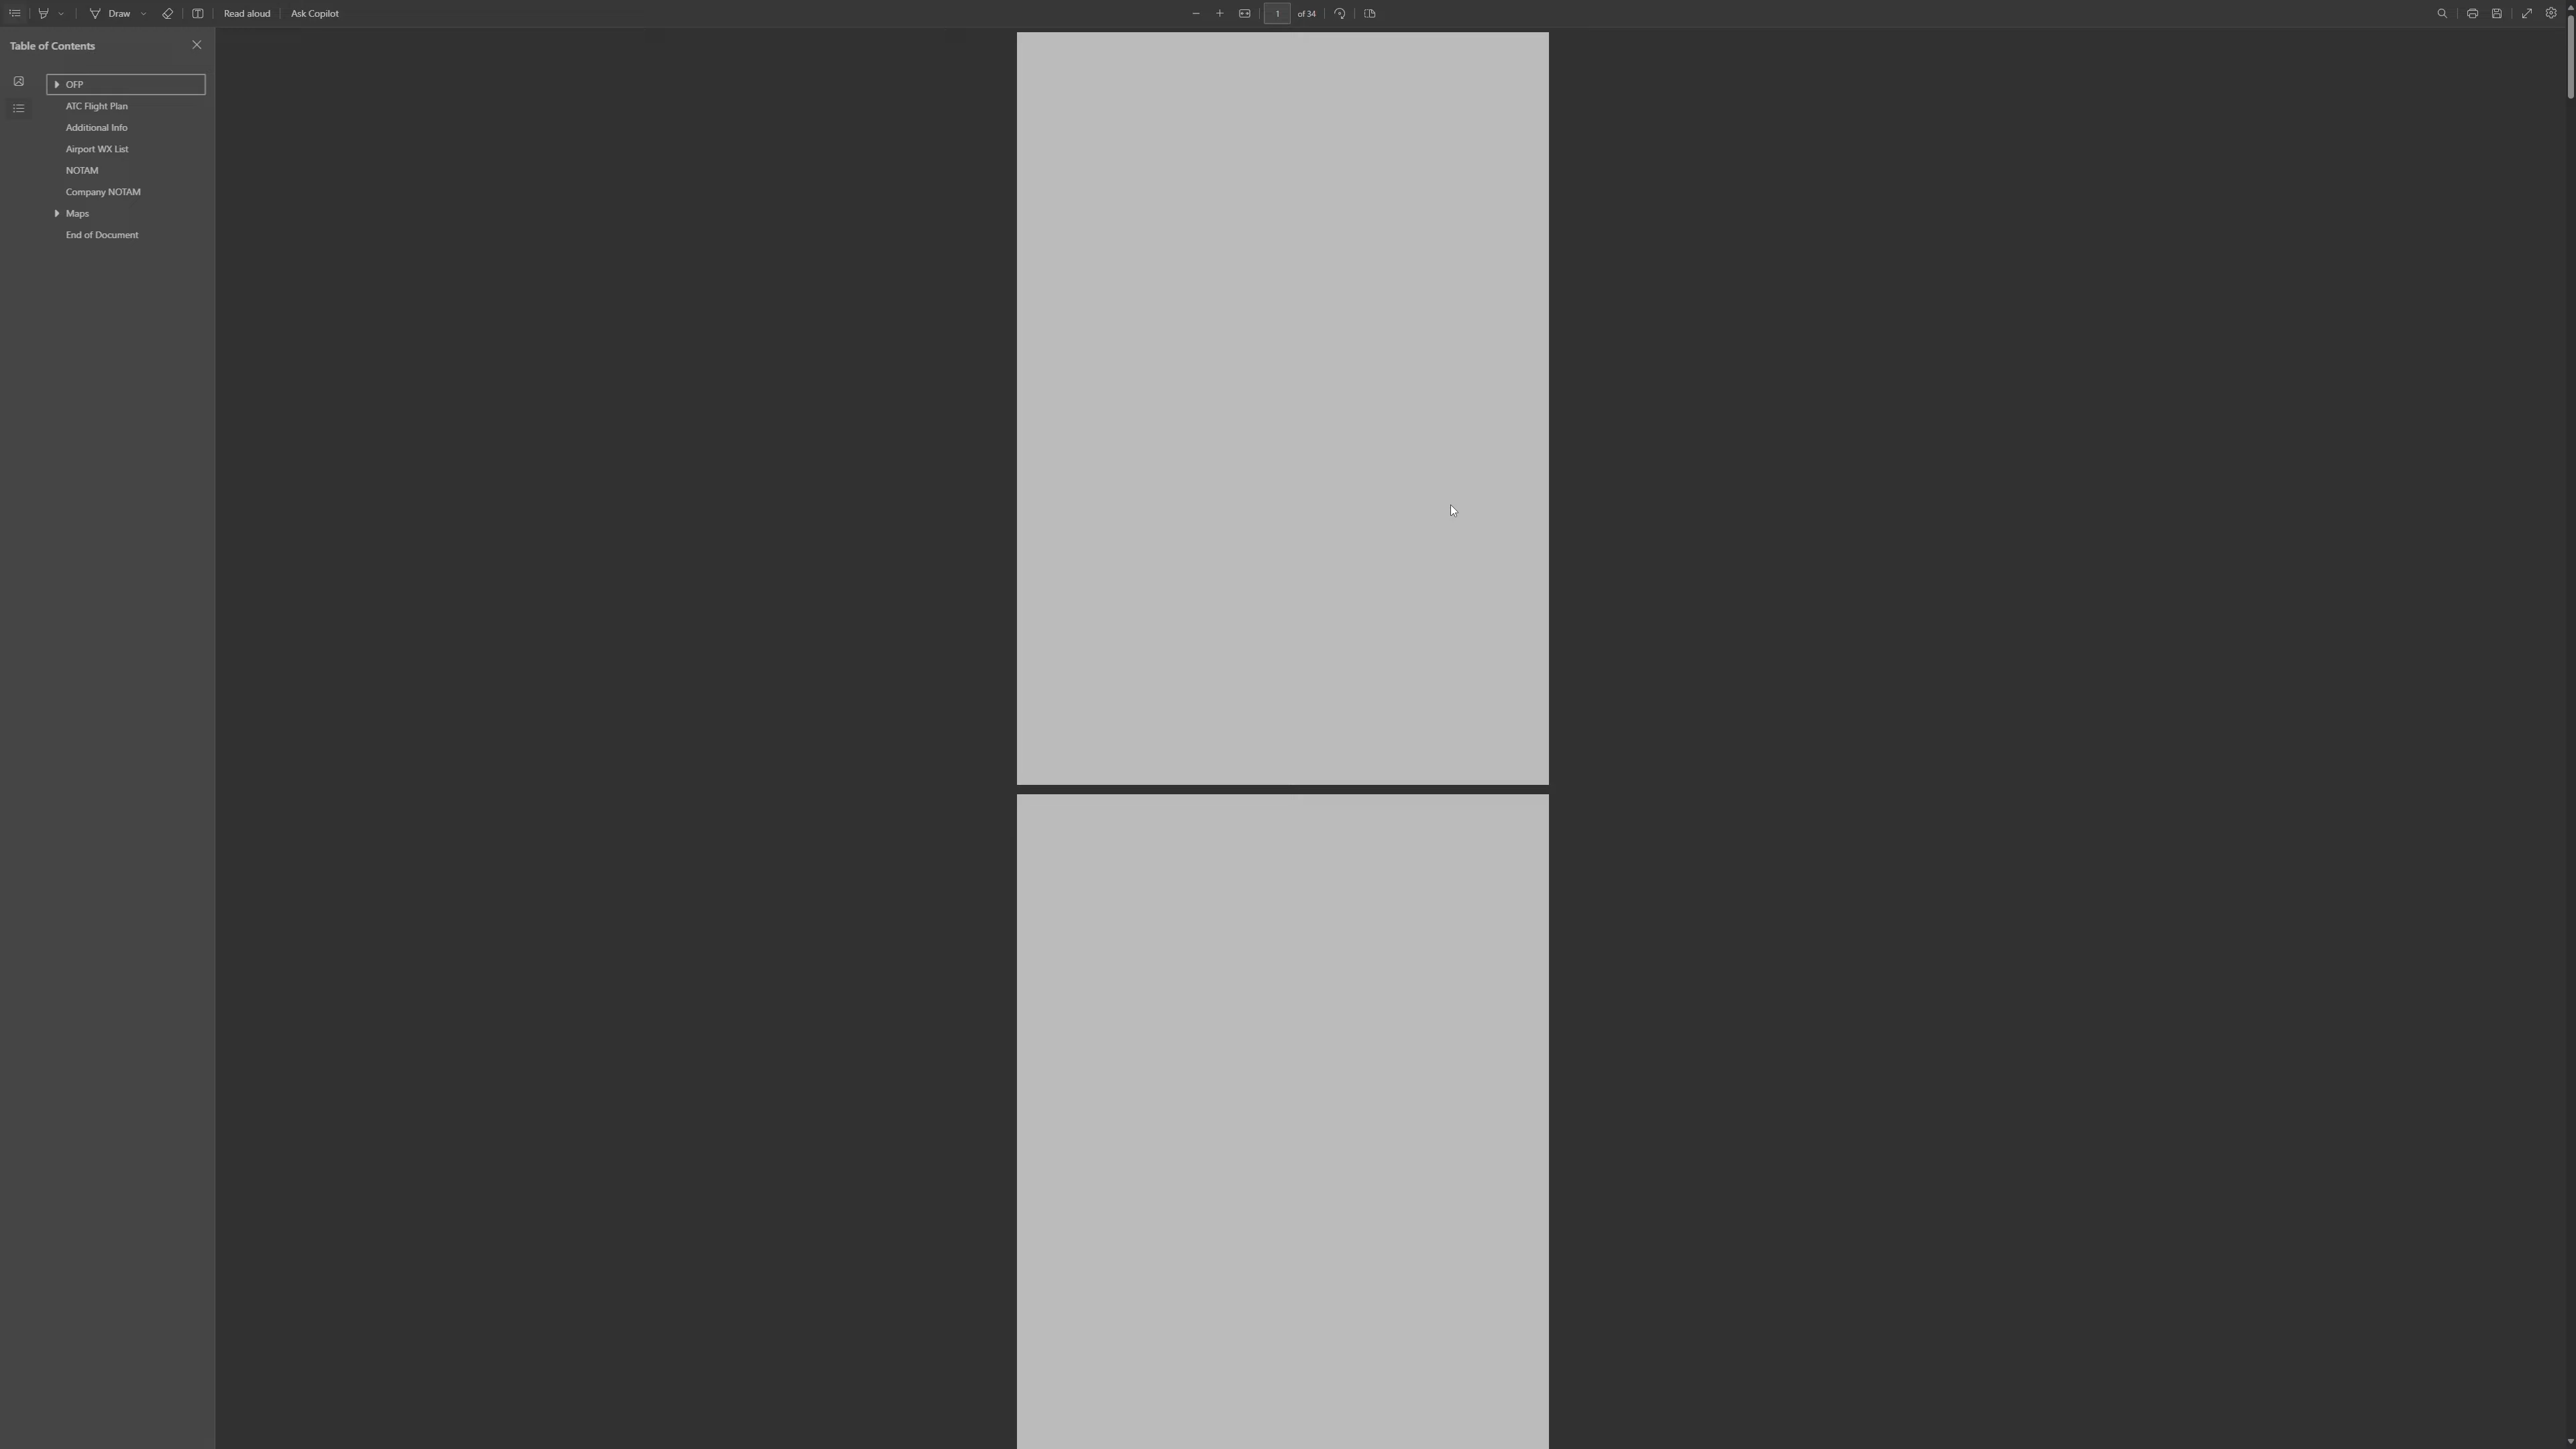 Draw
Read aloud
Ask Copilot
1
of 34
Table of Contents
OFP
ATC Flight Plan
Additional Info
Airport WX List
NOTAM
Company NOTAM
Maps
End of Document